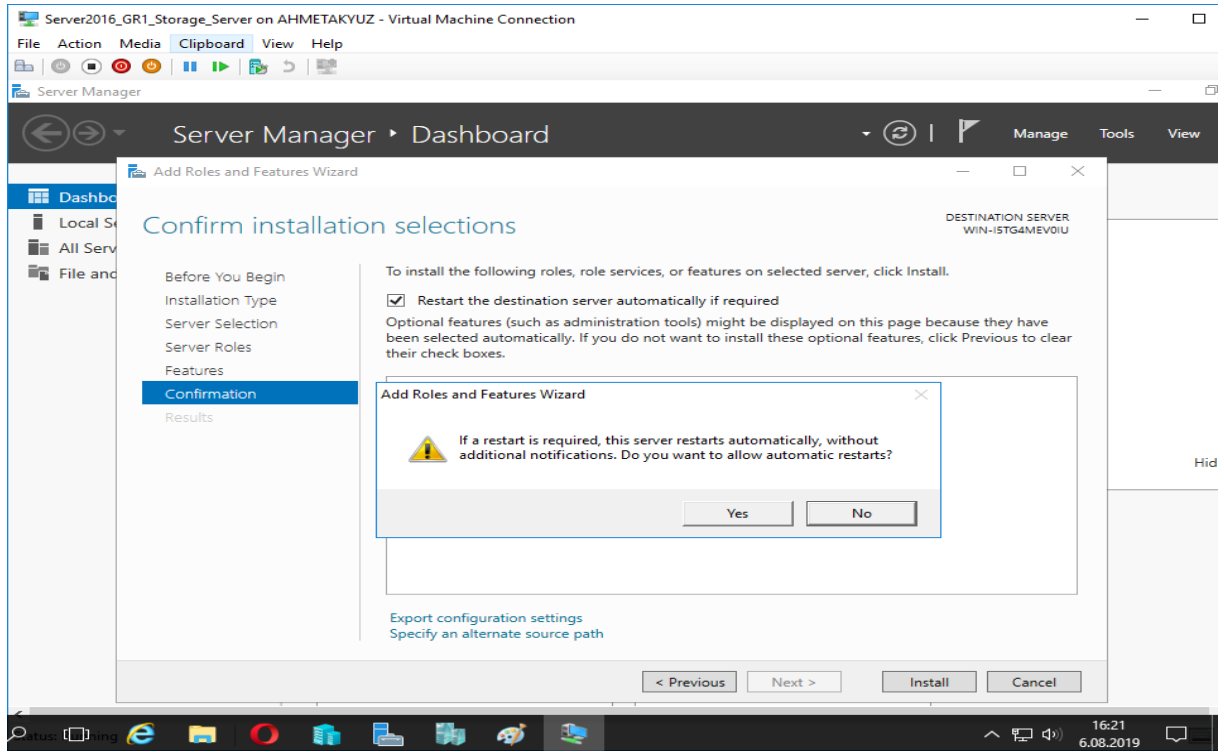 Server2016_GR1_Storage_Server on AHMETAKYUZ - Virtual Machine Connection
File Action Media Clipboard View Help
Server Manager
Server Manager ‣ Dashboard
Manage Tools View
Add Roles and Features Wizard
Dashbo
Local Se
All Serv
File and
Confirm installation selections
DESTINATION SERVER
WIN-I5TG4MEV0IU
Before You Begin
Installation Type
Server Selection
Server Roles
Features
Confirmation
Results
To install the following roles, role services, or features on selected server, click Install.
Restart the destination server automatically if required
Optional features (such as administration tools) might be displayed on this page because they have
been selected automatically. If you do not want to install these optional features, click Previous to clear
their check boxes.
Add Roles and Features Wizard
If a restart is required, this server restarts automatically, without
additional notifications. Do you want to allow automatic restarts?
Yes No
Hid
Export configuration settings
Specify an alternate source path
< Previous Next > Install Cancel
16:21
6.08.2019